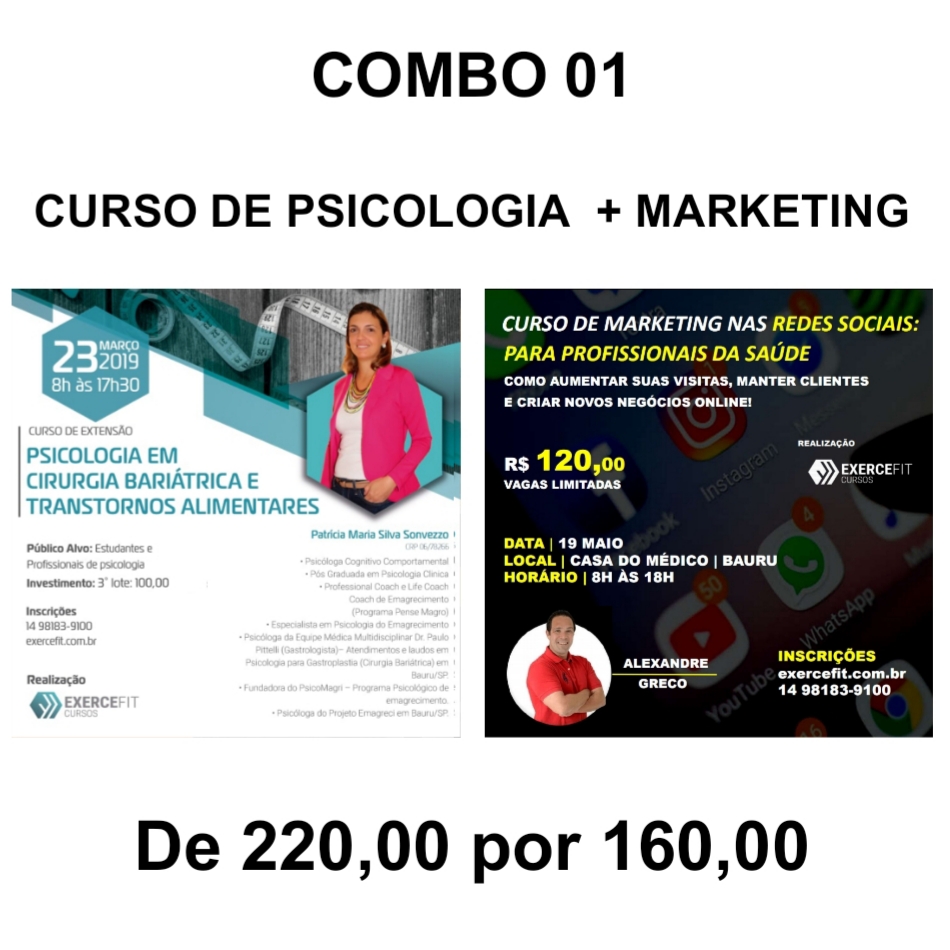 COMBO 01
CURSO DE PSICOLOGIA + MARKETING
23 MARÇO
2019
8h às 17h30
CURSO DE EXTENSÃO
PSICOLOGIA EM
CIRURGIA BARIÁTRICA E
TRANSTORNOS ALIMENTARES
Público Alvo: Estudantes e
Profissionais de psicologia
Investimento: 3° lote: 100,00
Inscrições
14 98183-9100
exercefit.com.br
Realização
EXERCEFIT
CURSOS
Patrícia Maria Silva Sonvezzo
CRP 06/78266
• Psicóloga Cognitivo Comportamental
• Pós Graduada em Psicologia Clínica
• Professional Coach e Life Coach
Coach de Emagrecimento
(Programa Pense Magro)
• Especialista em Psicologia do Emagrecimento
• Psicóloga da Equipe Médica Multidisciplinar Dr. Paulo
Pittelli (Gastrologista)– Atendimentos e laudos em
Psicologia para Gastroplastia (Cirurgia Bariátrica) em
Bauru/SP.
• Fundadora do PsicoMagri – Programa Psicológico de
emagrecimento.
• Psicóloga do Projeto Emagreci em Bauru/SP.
CURSO DE MARKETING NAS REDES SOCIAIS:
PARA PROFISSIONAIS DA SAÚDE
COMO AUMENTAR SUAS VISITAS, MANTER CLIENTES
E CRIAR NOVOS NEGÓCIOS ONLINE!
R$ 120,00
VAGAS LIMITADAS
REALIZAÇÃO
EXERCEFIT
CURSOS
DATA | 19 MAIO
LOCAL | CASA DO MÉDICO | BAURU
HORÁRIO | 8H ÀS 18H
ALEXANDRE
GRECO
INSCRIÇÕES
exercefit.com.br
14 98183-9100
Instagram
WhatsApp
YouTube
50
De 220,00 por 160,00